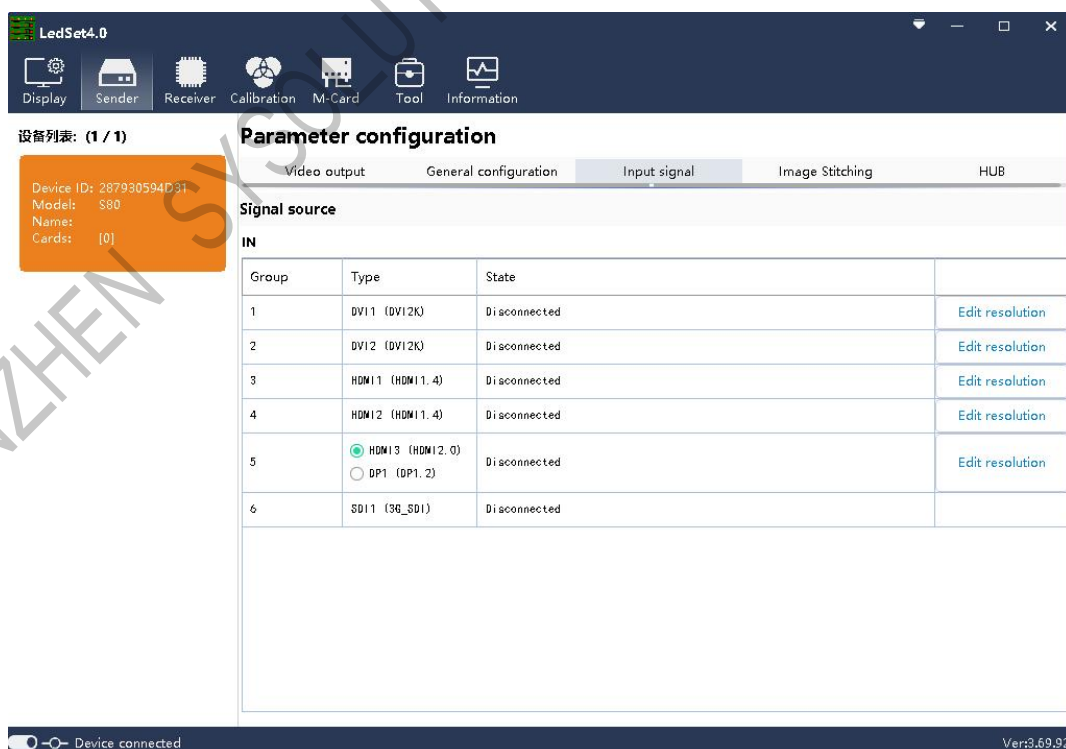 LedSet4.0
Display Sender Receiver Calibration M-Card Tool Information
设备列表: (1 / 1)
Device ID: 287930594D31
Model: S80
Name:
Cards: [0]
Parameter configuration
Video output General configuration Input signal Image Stitching HUB
Signal source
IN
Group Type State
1 DVI1 (DVI2K) Disconnected Edit resolution
2 DVI2 (DVI2K) Disconnected Edit resolution
3 HDMI1 (HDMI1.4) Disconnected Edit resolution
4 HDMI2 (HDMI1.4) Disconnected Edit resolution
5 HDMI3 (HDMI2.0) Disconnected Edit resolution
DP1 (DP1.2)
6 SDI1 (3G_SDI) Disconnected
Device connected Ver:3.69.92
NZHEN SYSOLUT